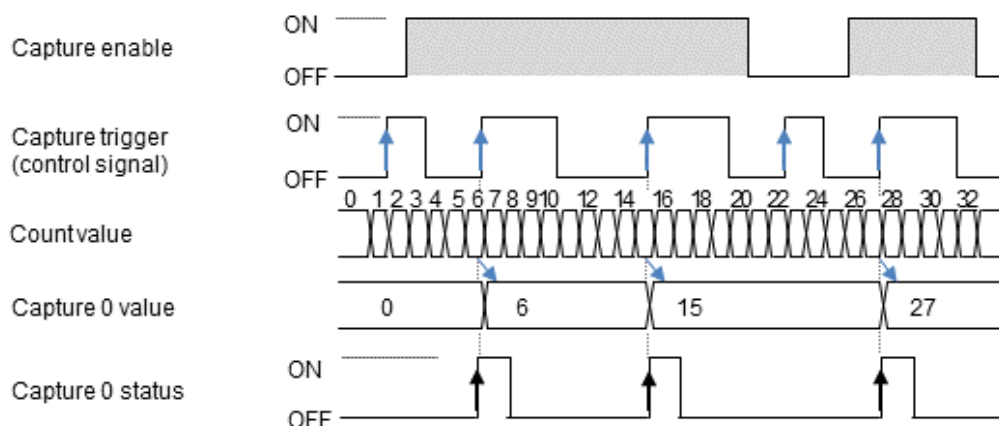 Capture enable
ON
OFF
Capture trigger
(control signal)
ON
OFF
Count value
0 1 2 3 4 5 6 7 8 9 10 12 14 16 18 20 22 24 26 28 30 32
Capture 0 value
0 6 15 27
Capture 0 status
ON
OFF